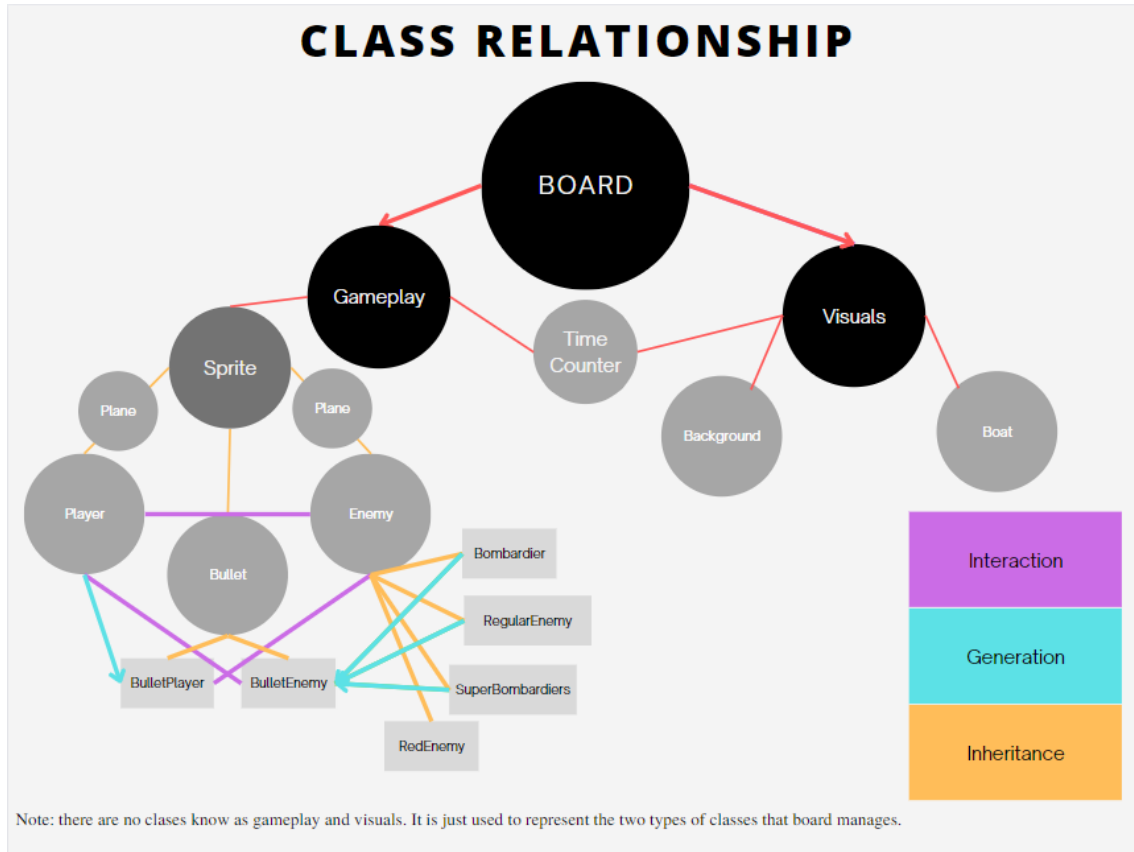 CLASS RELATIONSHIP
BOARD
Gameplay
Visuals
Time
Counter
Sprite
Plane
Plane
Background
Boat
Player
Enemy
Bullet
Bombardier
RegularEnemy
SuperBombardiers
RedEnemy
BulletPlayer
BulletEnemy
Interaction
Generation
Inheritance
Note: there are no clases know as gameplay and visuals. It is just used to represent the two types of classes that board manages.